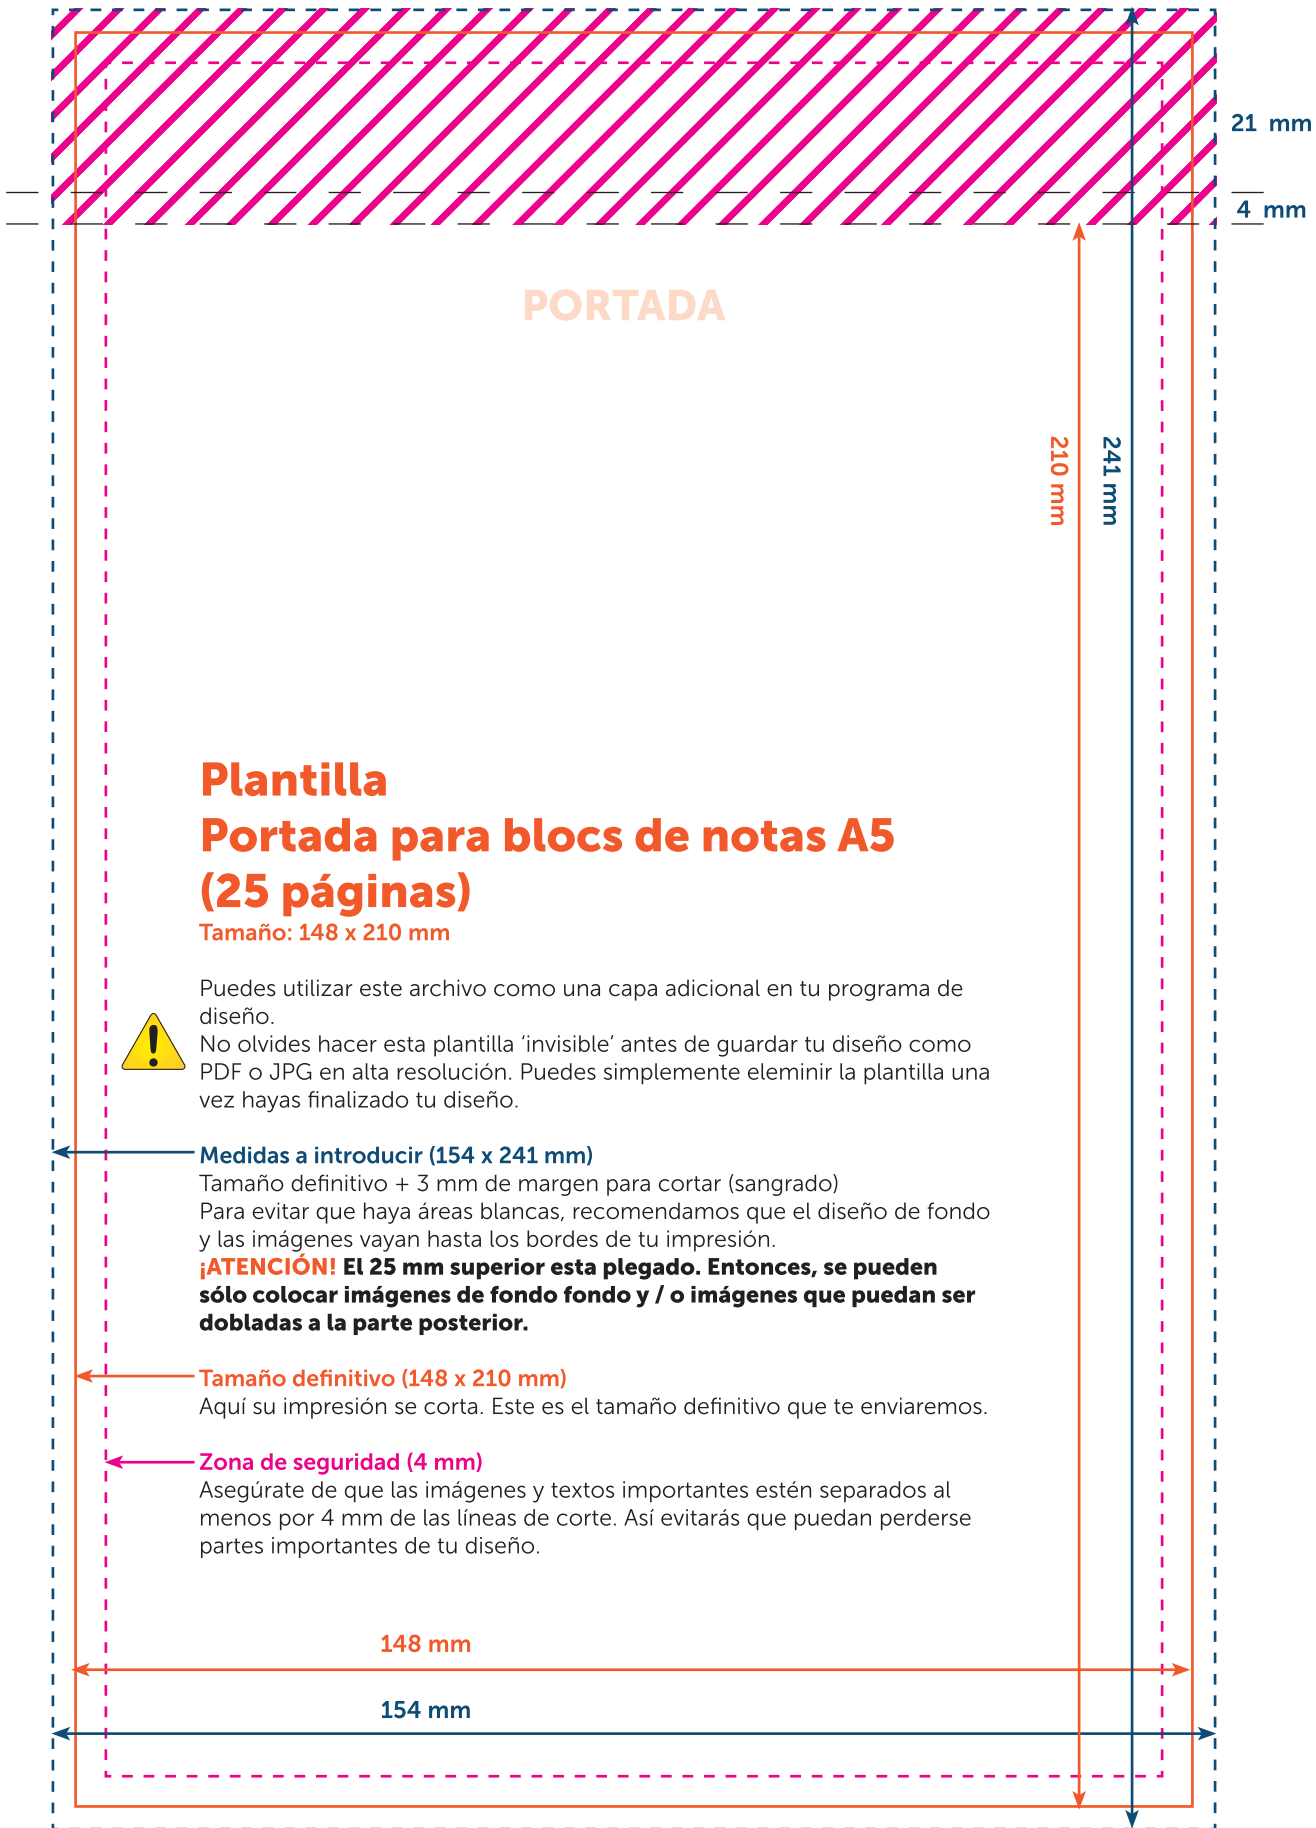 21 mm
4 mm
PORTADA
210 mm
241 mm
Plantilla
Portada para blocs de notas A5
(25 páginas)
Tamaño: 148 x 210 mm
Puedes utilizar este archivo como una capa adicional en tu programa de
diseño.
No olvides hacer esta plantilla ‘invisible’ antes de guardar tu diseño como
PDF o JPG en alta resolución. Puedes simplemente eleminir la plantilla una
vez hayas finalizado tu diseño.
Medidas a introducir (154 x 241 mm)
Tamaño definitivo + 3 mm de margen para cortar (sangrado)
Para evitar que haya áreas blancas, recomendamos que el diseño de fondo
y las imágenes vayan hasta los bordes de tu impresión.
¡ATENCIÓN! El 25 mm superior esta plegado. Entonces, se pueden
sólo colocar imágenes de fondo fondo y / o imágenes que puedan ser
dobladas a la parte posterior.
Tamaño definitivo (148 x 210 mm)
Aquí su impresión se corta. Este es el tamaño definitivo que te enviaremos.
Zona de seguridad (4 mm)
Asegúrate de que las imágenes y textos importantes estén separados al
menos por 4 mm de las líneas de corte. Así evitarás que puedan perderse
partes importantes de tu diseño.
148 mm
154 mm